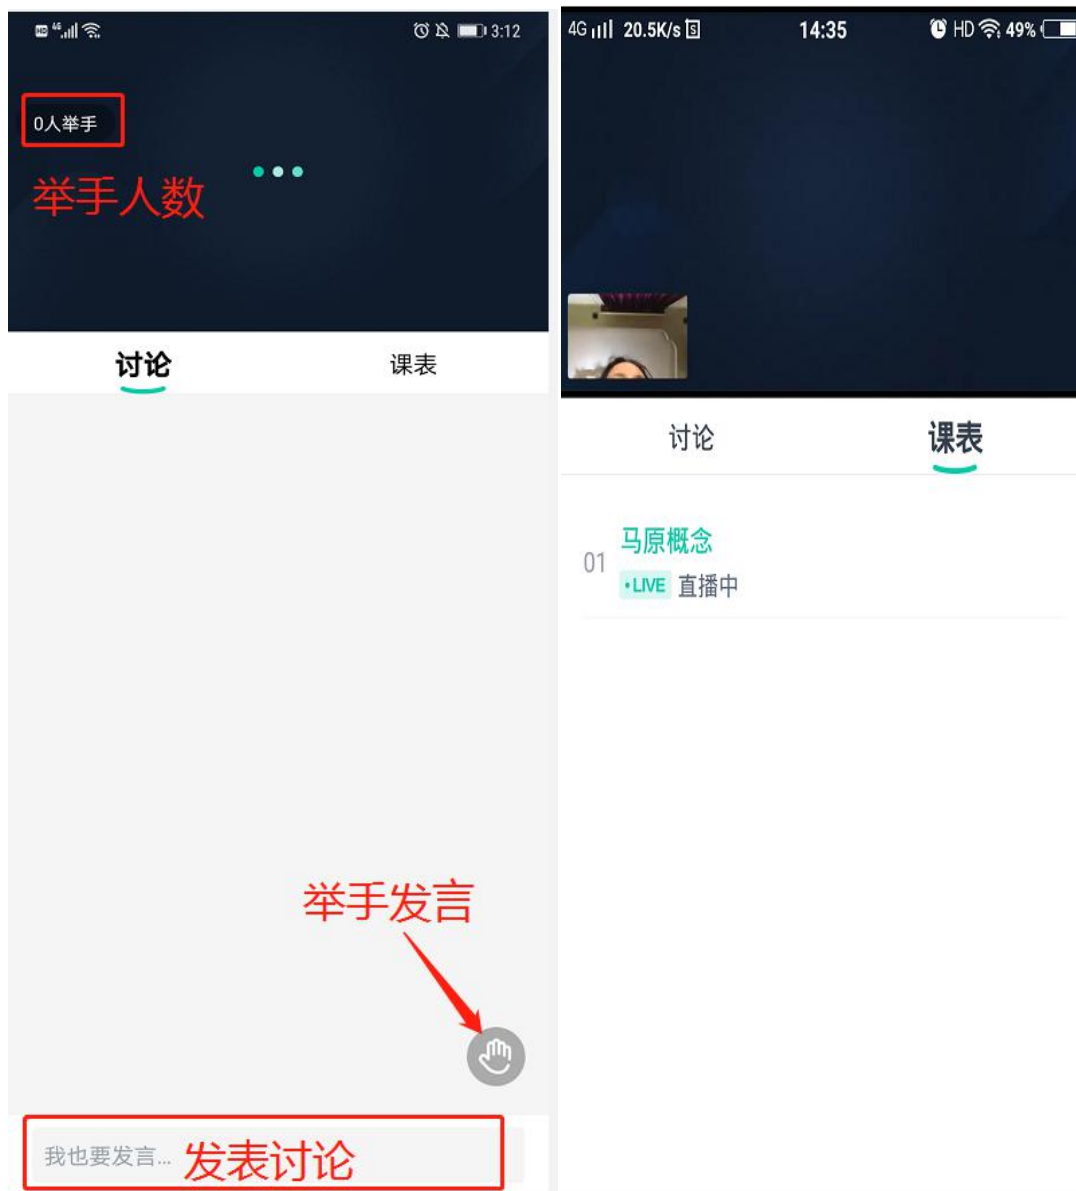 HD 4G 3:12
0人举手
举手人数
讨论 课表
举手发言
我也要发言... 发表讨论
4G 20.5K/s S 14:35 HD 49%
讨论 课表
01 马原概念
•LIVE 直播中